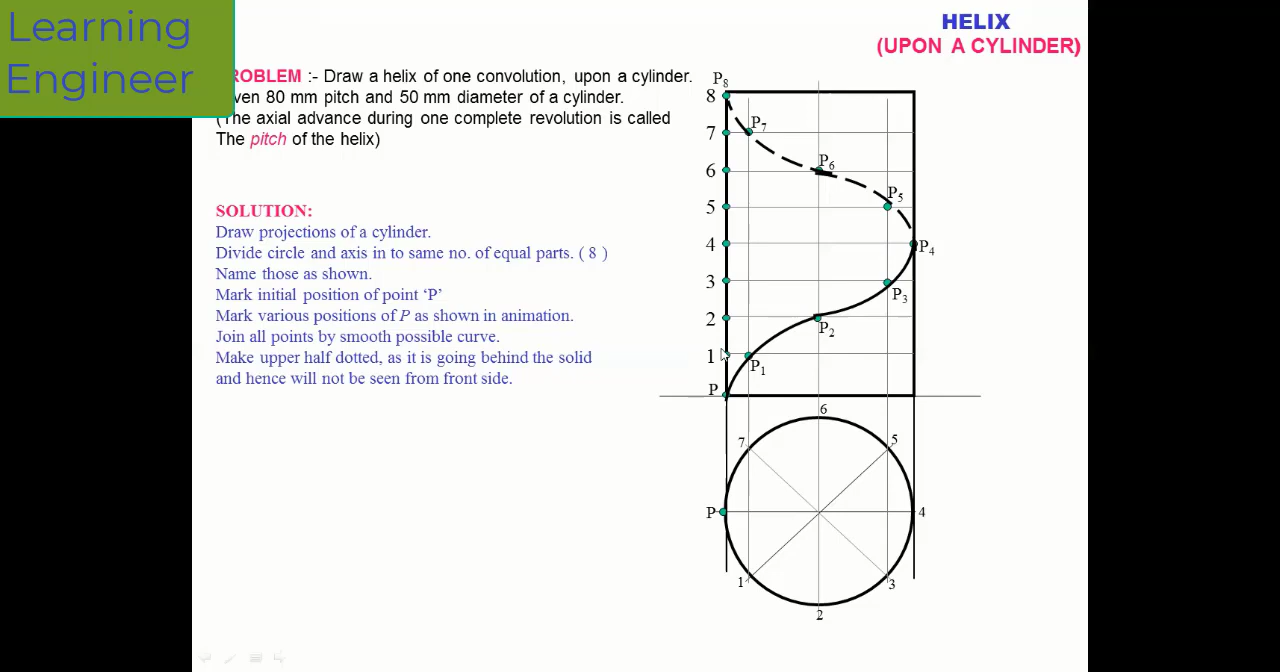 Learning
Engineer
HELIX
(UPON A CYLINDER)
ROBLEM :- Draw a helix of one convolution, upon a cylinder.
ven 80 mm pitch and 50 mm diameter of a cylinder.
(The axial advance during one complete revolution is called
The pitch of the helix)
SOLUTION:
Draw projections of a cylinder.
Divide circle and axis in to same no. of equal parts. ( 8 )
Name those as shown.
Mark initial position of point ‘P’
Mark various positions of P as shown in animation.
Join all points by smooth possible curve.
Make upper half dotted, as it is going behind the solid
and hence will not be seen from front side.
P8
8
7
P7
6
P6
5
P5
4
P4
3
P3
2
P2
1
P1
P
6
7
5
P
4
1
3
2